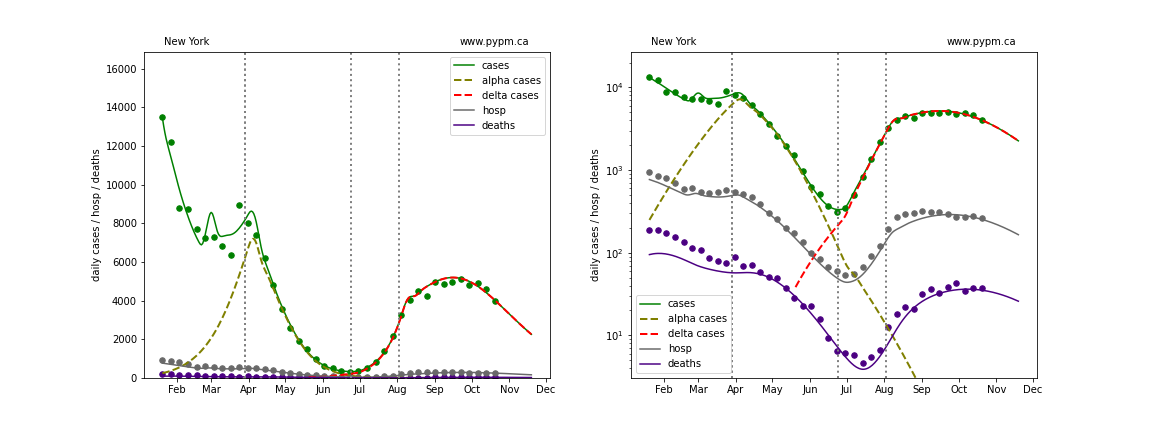 New York www.pypm.ca
daily cases / hosp / deaths
16000
14000
12000
10000
8000
6000
4000
2000
0
cases
alpha cases
delta cases
hosp
deaths
Feb Mar Apr May Jun Jul Aug Sep Oct Nov Dec
New York www.pypm.ca
daily cases / hosp / deaths
10⁴
10³
10²
10¹
cases
alpha cases
delta cases
hosp
deaths
Feb Mar Apr May Jun Jul Aug Sep Oct Nov Dec